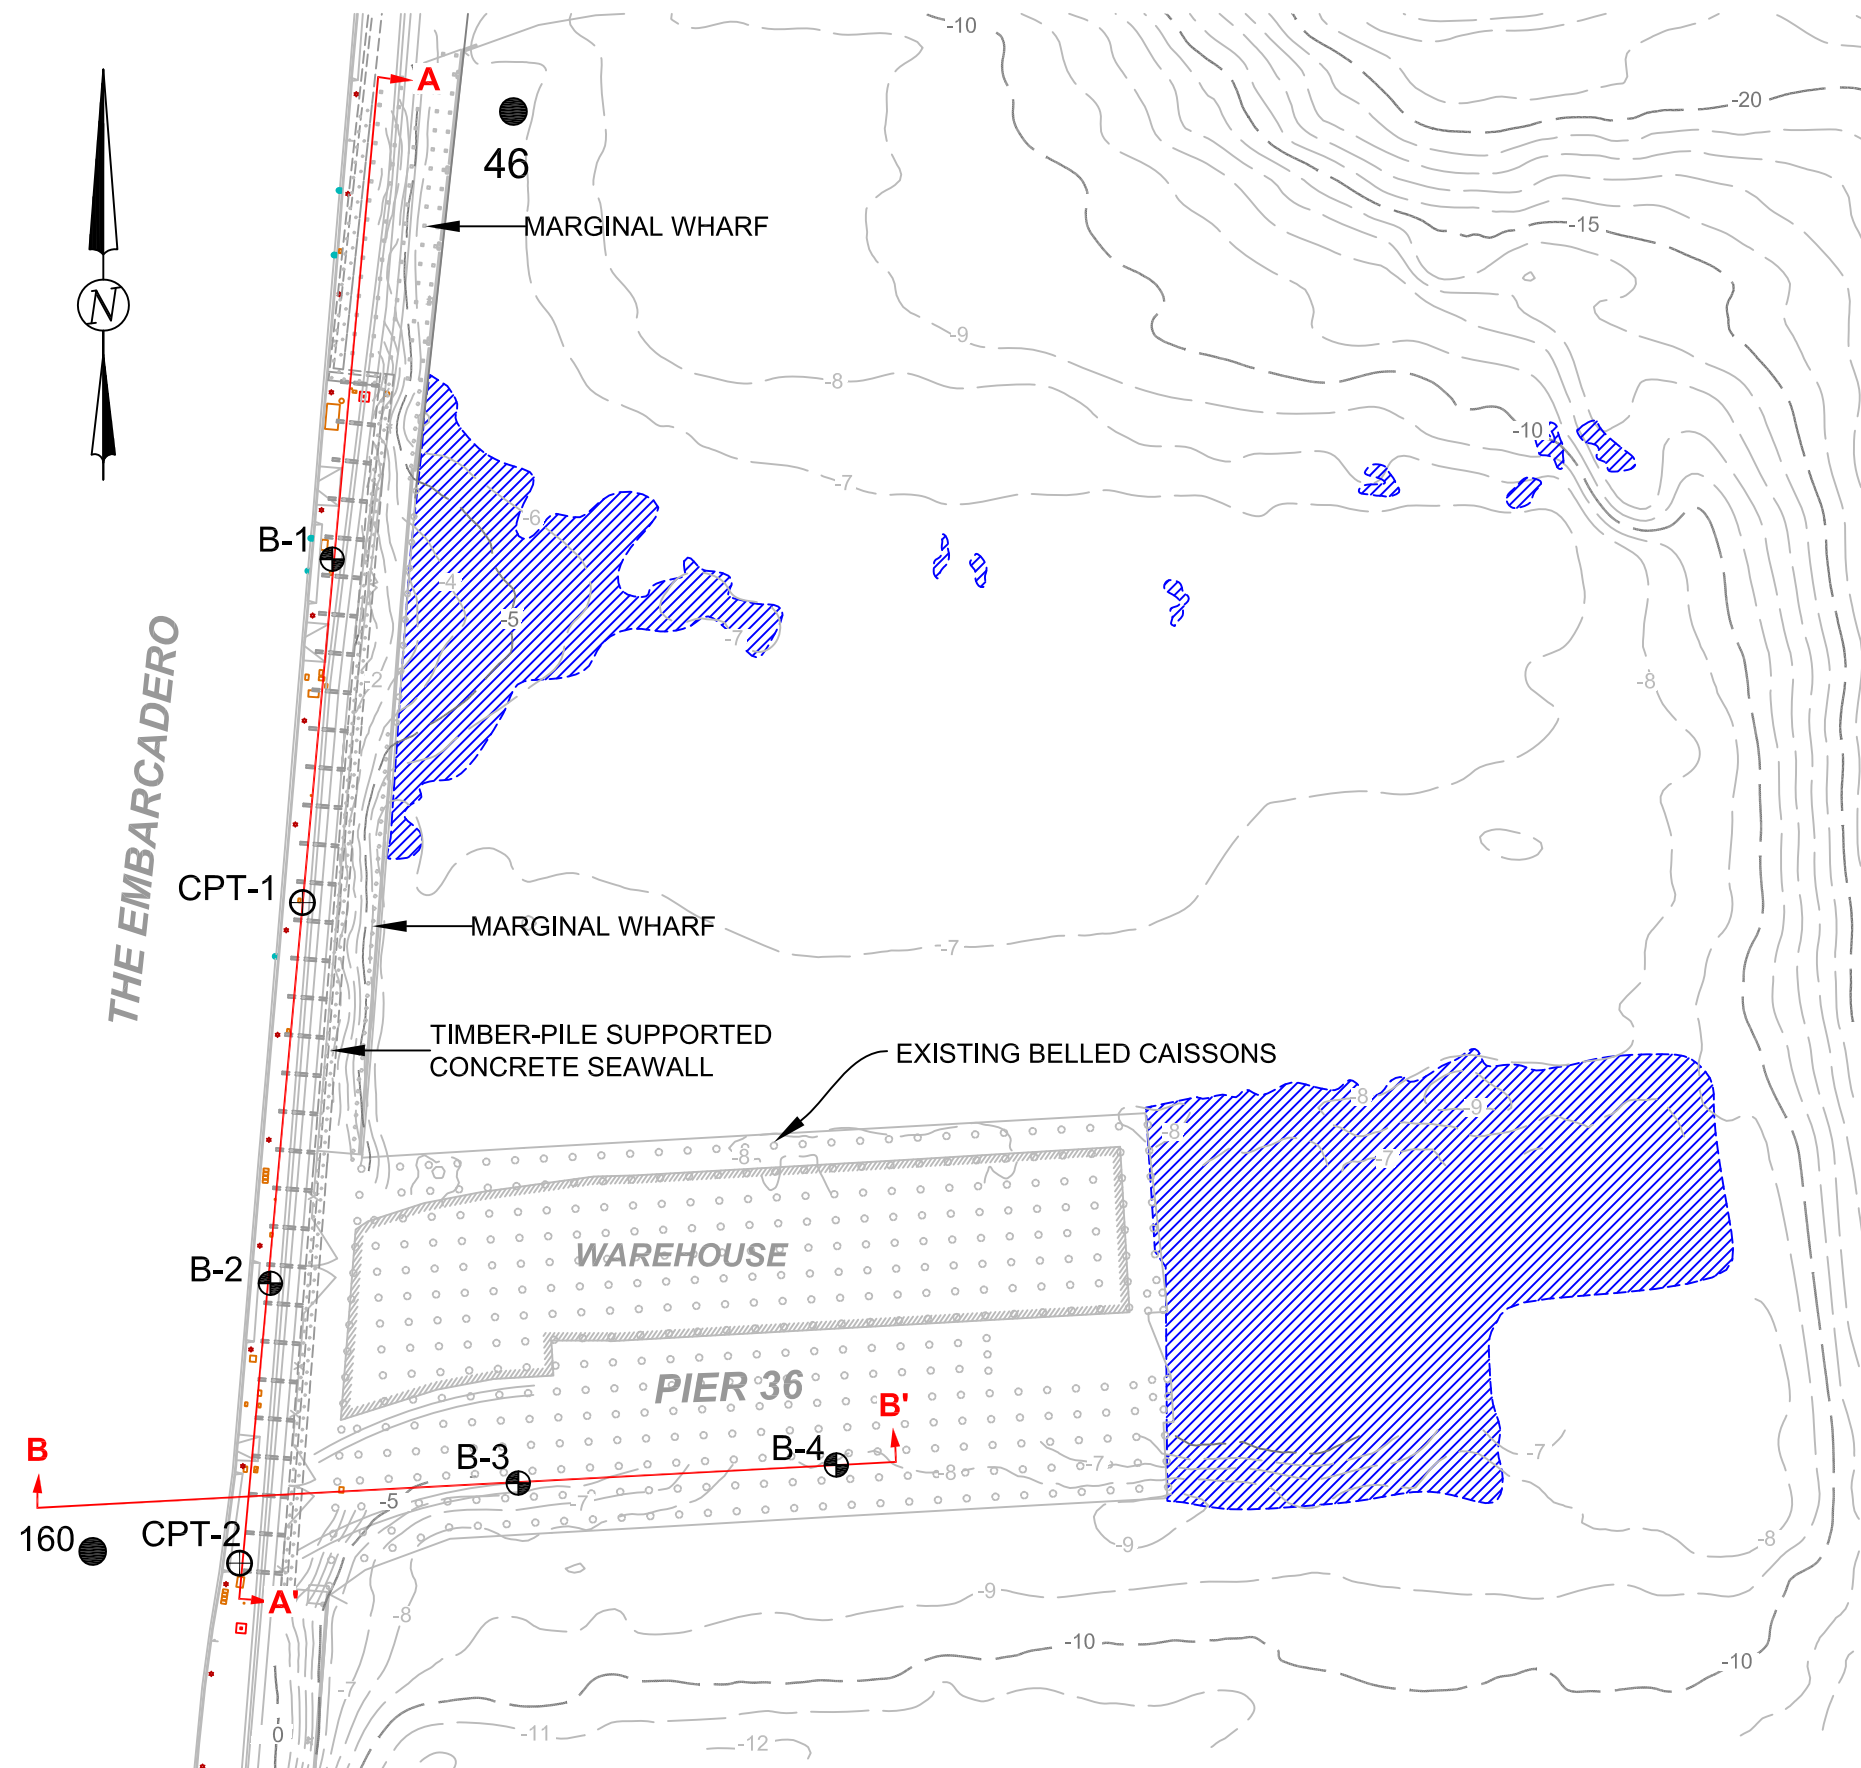 -10
A
-20
46
MARGINAL WHARF
-15
N
-9
-8
-7
-10
-6
B-1
-4
-5
-7
-2
-8
THE EMBARCADERO
CPT-1
MARGINAL WHARF
-7
TIMBER-PILE SUPPORTED
CONCRETE SEAWALL
EXISTING BELLED CAISSONS
-8
-9
-8
-8
-7
WAREHOUSE
B-2
PIER 36
B'
B
B-3
B-4
-7
-8
-7
-5
-7
160
CPT-2
-9
-8
-9
A'
-8
-10
-10
-7
0
-11
-12